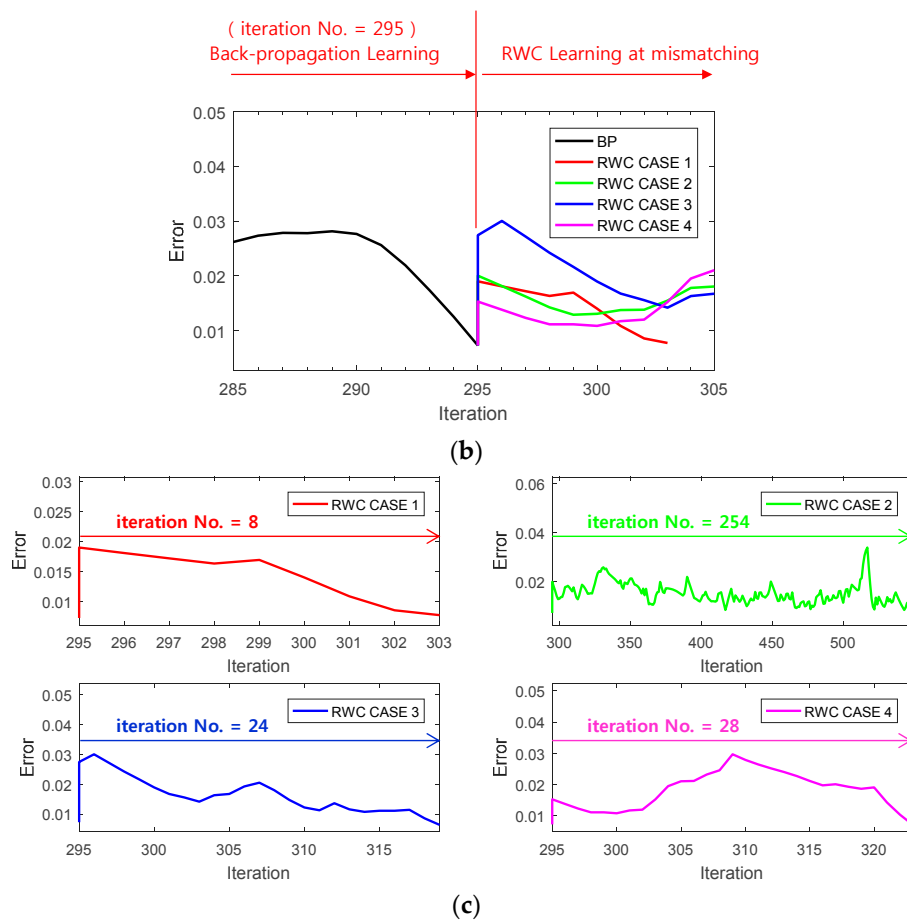 ( iteration No. = 295 )
Back-propagation Learning
RWC Learning at mismatching
0.05
0.04
0.03
0.02
0.01
Error
BP
RWC CASE 1
RWC CASE 2
RWC CASE 3
RWC CASE 4
285 290 295 300 305
Iteration
(b)
0.03
0.02
0.015
0.01
Error
RWC CASE 1
iteration No. = 8
295 296 297 298 299 300 301 302 303
Iteration
0.06
0.04
0.02
Error
RWC CASE 2
iteration No. = 254
300 350 400 450 500
Iteration
0.05
0.04
0.03
0.02
0.01
Error
RWC CASE 3
iteration No. = 24
295 300 305 310 315
Iteration
0.05
0.04
0.03
0.02
0.01
Error
RWC CASE 4
iteration No. = 28
295 300 305 310 315 320
Iteration
(c)